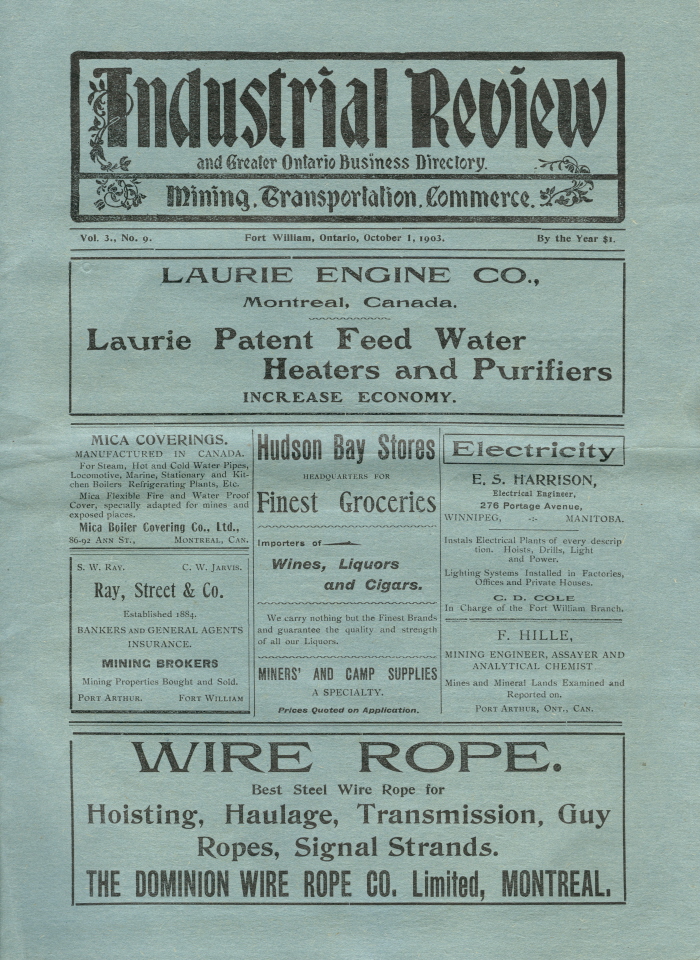 Industrial Review
and Greater Ontario Business Directory.
Mining. Transportation. Commerce.
Vol. 3., No. 9. Fort William, Ontario, October 1, 1903. By the Year $1.
LAURIE ENGINE CO.,
Montreal, Canada.
Laurie Patent Feed Water
Heaters and Purifiers
INCREASE ECONOMY.
MICA COVERINGS.
MANUFACTURED IN CANADA.
For Steam, Hot and Cold Water Pipes,
Locomotive, Marine, Stationary and Kit-
chen Boilers Refrigerating Plants, Etc.
Mica Flexible Fire and Water Proof
Cover, specially adapted for mines and
exposed places.
Mica Boiler Covering Co., Ltd.,
86-92 ANN ST., MONTREAL, CAN.
S. W. RAY. C. W. JARVIS.
Ray, Street & Co.
Established 1884.
BANKERS AND GENERAL AGENTS
INSURANCE.
MINING BROKERS
Mining Properties Bought and Sold.
PORT ARTHUR. FORT WILLIAM
Hudson Bay Stores
HEADQUARTERS FOR
Finest Groceries
Importers of
Wines, Liquors
and Cigars.
We carry nothing but the Finest Brands
and guarantee the quality and strength
of all our Liquors.
MINERS' AND CAMP SUPPLIES
A SPECIALTY.
Prices Quoted on Application.
Electricity
E. S. HARRISON,
Electrical Engineer,
276 Portage Avenue,
WINNIPEG, -:- MANITOBA.
Instals Electrical Plants of every descrip
tion. Hoists, Drills, Light
and Power.
Lighting Systems Installed in Factories,
Offices and Private Houses.
C. D. COLE
In Charge of the Fort William Branch.
F. HILLE,
MINING ENGINEER, ASSAYER AND
ANALYTICAL CHEMIST
Mines and Mineral Lands Examined and
Reported on.
PORT ARTHUR, ONT., CAN.
WIRE ROPE.
Best Steel Wire Rope for
Hoisting, Haulage, Transmission, Guy
Ropes, Signal Strands.
THE DOMINION WIRE ROPE CO. Limited, MONTREAL.